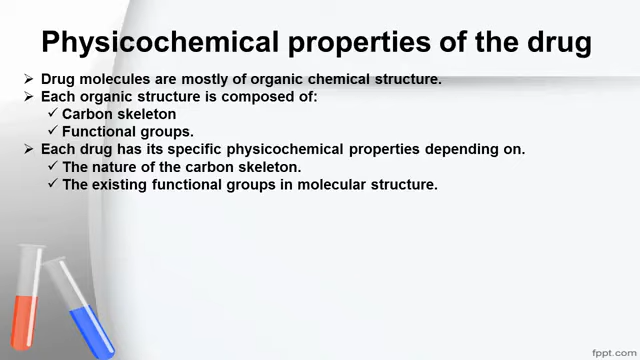 Physicochemical properties of the drug
➢ Drug molecules are mostly of organic chemical structure.
➢ Each organic structure is composed of:
✓ Carbon skeleton
✓ Functional groups.
➢ Each drug has its specific physicochemical properties depending on.
✓ The nature of the carbon skeleton.
✓ The existing functional groups in molecular structure.
fppt.com